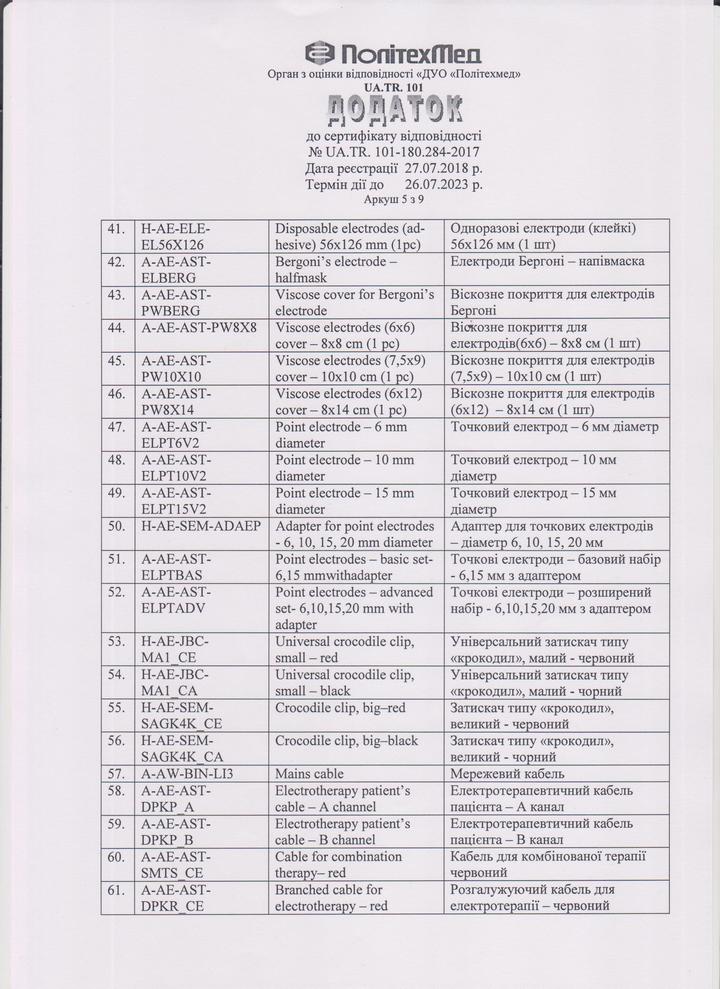 ПолітехМед
Орган з оцінки відповідності «ДУО «Політехмед»
UA.TR. 101
ДОДАТОК
до сертифікату відповідності
№ UA.TR. 101-180.284-2017
Дата реєстрації 27.07.2018 р.
Термін дії до 26.07.2023 р.
Аркуш 5 з 9
41. H-AE-ELE- Disposable electrodes (ad- Одноразові електроди (клейкі)
EL56X126 hesive) 56x126 mm (1pc) 56x126 мм (1 шт)
42. A-AE-AST- Bergoni's electrode – Електроди Бергоні – напівмаска
ELBERG halfmask
43. A-AE-AST- Viscose cover for Bergoni's Віскозне покриття для електродів
PWBERG electrode Бергоні
44. A-AE-AST-PW8X8 Viscose electrodes (6x6) Віскозне покриття для
cover – 8x8 cm (1 pc) електродів(6x6) – 8x8 см (1 шт)
45. A-AE-AST- Viscose electrodes (7,5x9) Віскозне покриття для електродів
PW10X10 cover – 10x10 cm (1 pc) (7,5x9) – 10x10 см (1 шт)
46. A-AE-AST- Viscose electrodes (6x12) Віскозне покриття для електродів
PW8X14 cover – 8x14 cm (1 pc) (6x12) – 8x14 см (1 шт)
47. A-AE-AST- Point electrode – 6 mm Точковий електрод – 6 мм діаметр
ELPT6V2 diameter
48. A-AE-AST- Point electrode – 10 mm Точковий електрод – 10 мм
ELPT10V2 diameter діаметр
49. A-AE-AST- Point electrode – 15 mm Точковий електрод – 15 мм
ELPT15V2 diameter діаметр
50. H-AE-SEM-ADAEP Adapter for point electrodes Адаптер для точкових електродів
- 6, 10, 15, 20 mm diameter – діаметр 6, 10, 15, 20 мм
51. A-AE-AST- Point electrodes – basic set- Точкові електроди – базовий набір
ELPTBAS 6,15 mmwithadapter - 6,15 мм з адаптером
52. A-AE-AST- Point electrodes – advanced Точкові електроди – розширений
ELPTADV set- 6,10,15,20 mm with набір - 6,10,15,20 мм з адаптером
adapter
53. H-AE-JBC- Universal crocodile clip, Універсальний затискач типу
MA1_CE small – red «крокодил», малий - червоний
54. H-AE-JBC- Universal crocodile clip, Універсальний затискач типу
MA1_CA small – black «крокодил», малий - чорний
55. H-AE-SEM- Crocodile clip, big–red Затискач типу «крокодил»,
SAGK4K_CE великий - червоний
56. H-AE-SEM- Crocodile clip, big–black Затискач типу «крокодил»,
SAGK4K_CA великий - чорний
57. A-AW-BIN-LI3 Mains cable Мережевий кабель
58. A-AE-AST- Electrotherapy patient's Електротерапевтичний кабель
DPKP_A cable – A channel пацієнта – А канал
59. A-AE-AST- Electrotherapy patient's Електротерапевтичний кабель
DPKP_B cable – B channel пацієнта – В канал
60. A-AE-AST- Cable for combination Кабель для комбінованої терапії
SMTS_CE therapy– red червоний
61. A-AE-AST- Branched cable for Розгалужуючий кабель для
DPKR_CE electrotherapy – red електротерапії – червоний